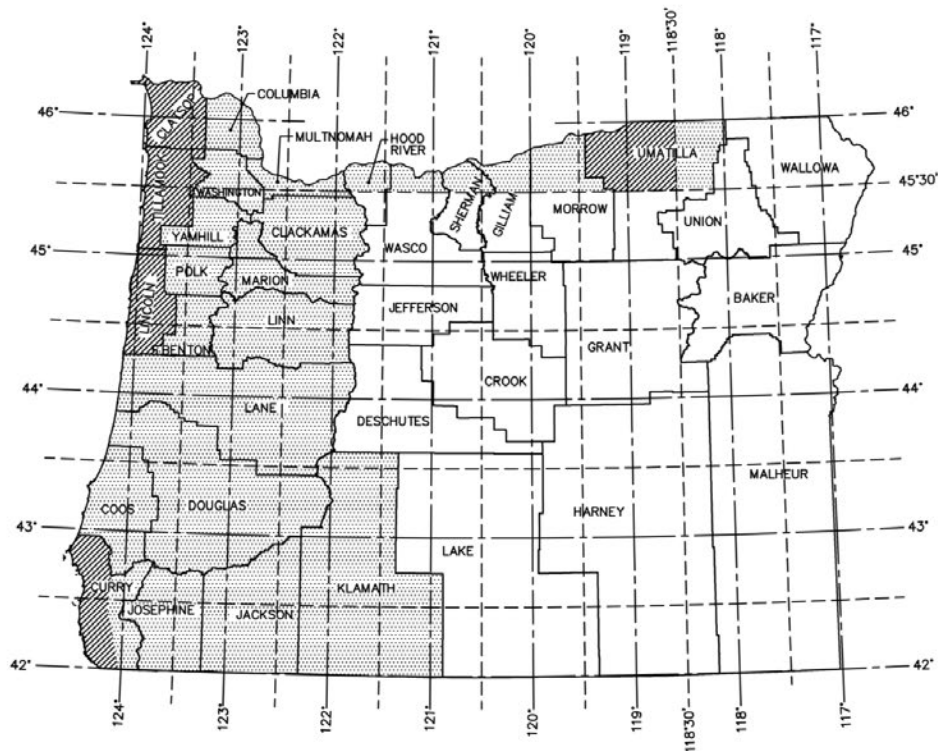 124°
123°
122°
121°
120°
119°
118°30'
118°
117°
46°
COLUMBIA
CLATSOP
MULTNOMAH
HOOD
RIVER
46°
UMATILLA
WALLOWA
TILLAMOOK
WASHINGTON
SHERMAN
GILLIAM
MORROW
UNION
45°30'
YAMHILL
CLACKAMAS
WASCO
45°
45°
POLK
MARION
WHEELER
LINCOLN
LINN
JEFFERSON
BAKER
BENTON
GRANT
44°
CROOK
44°
LANE
DESCHUTES
COOS
DOUGLAS
MALHEUR
43°
HARNEY
43°
LAKE
CURRY
JOSEPHINE
JACKSON
KLAMATH
42°
42°
124°
123°
122°
121°
120°
119°
118°30'
118°
117°